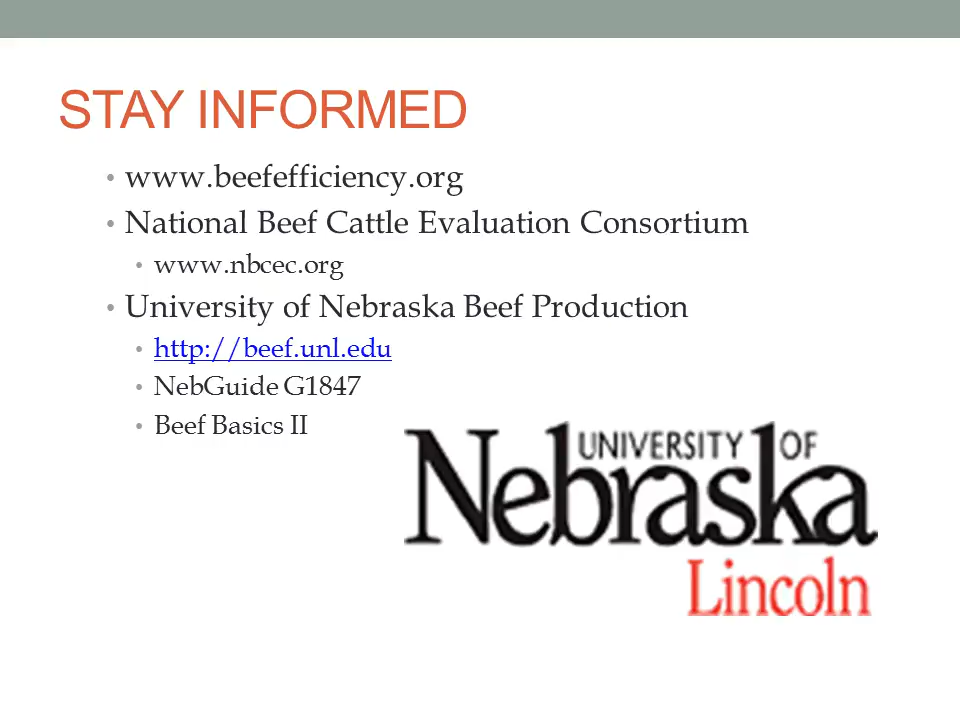 STAY INFORMED
• www.beefefficiency.org
• National Beef Cattle Evaluation Consortium
• www.nbcec.org
• University of Nebraska Beef Production
• http://beef.unl.edu
• NebGuide G1847
• Beef Basics II
UNIVERSITY OF
Nebraska
Lincoln